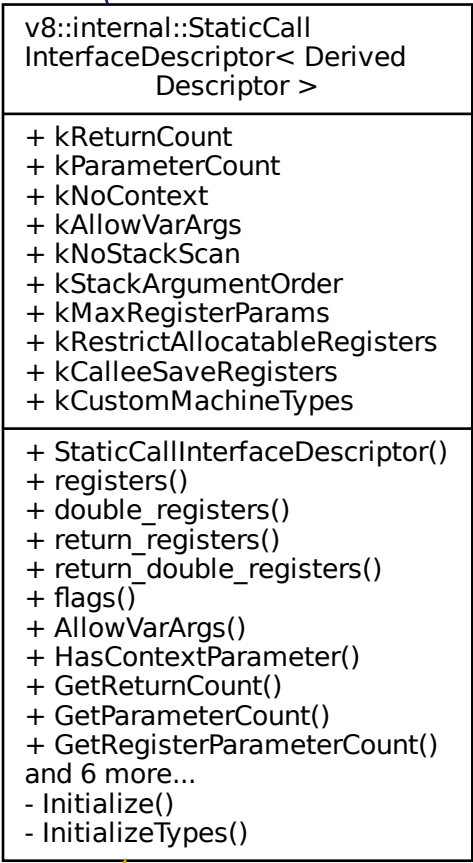 v8::internal::StaticCall
InterfaceDescriptor< Derived
Descriptor >
+ kReturnCount
+ kParameterCount
+ kNoContext
+ kAllowVarArgs
+ kNoStackScan
+ kStackArgumentOrder
+ kMaxRegisterParams
+ kRestrictAllocatableRegisters
+ kCalleeSaveRegisters
+ kCustomMachineTypes
+ StaticCallInterfaceDescriptor()
+ registers()
+ double_registers()
+ return_registers()
+ return_double_registers()
+ flags()
+ AllowVarArgs()
+ HasContextParameter()
+ GetReturnCount()
+ GetParameterCount()
+ GetRegisterParameterCount()
and 6 more...
- Initialize()
- InitializeTypes()